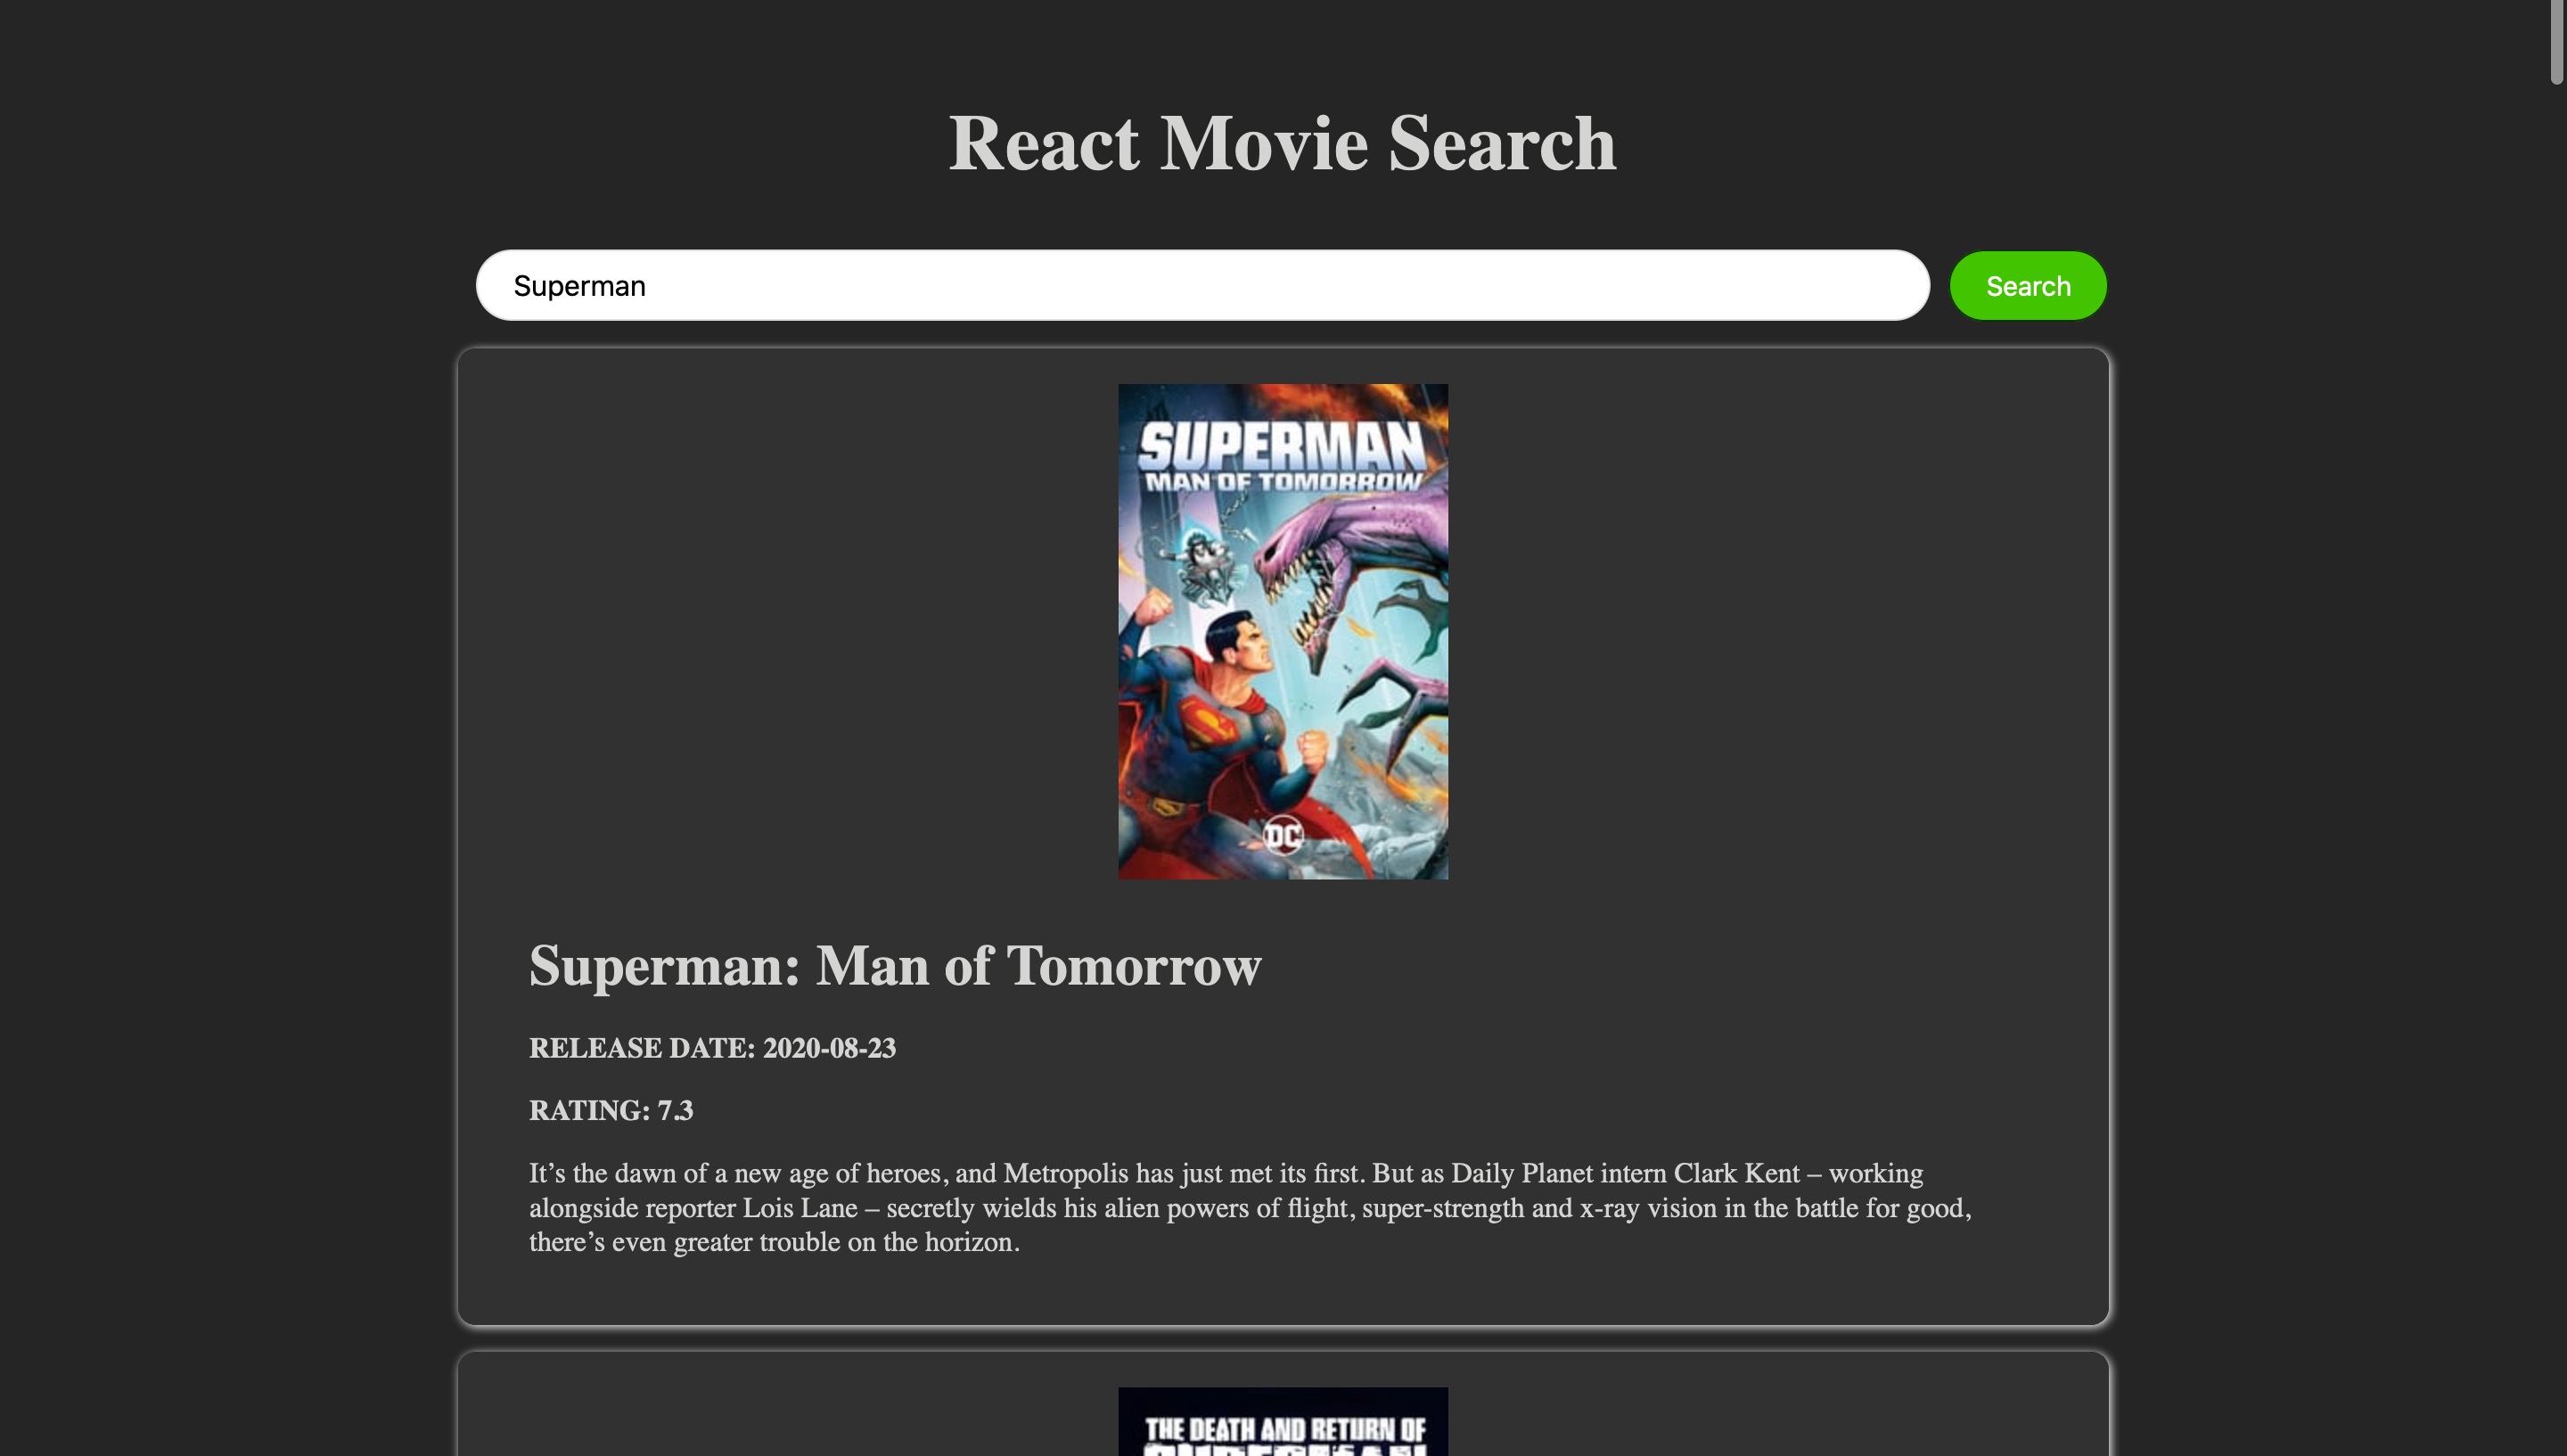 React Movie Search
Superman
Search
SUPERMAN
MAN OF TOMORROW
DC
Superman: Man of Tomorrow
RELEASE DATE: 2020-08-23
RATING: 7.3
It’s the dawn of a new age of heroes, and Metropolis has just met its first. But as Daily Planet intern Clark Kent – working
alongside reporter Lois Lane – secretly wields his alien powers of flight, super-strength and x-ray vision in the battle for good,
there’s even greater trouble on the horizon.
THE DEATH AND RETURN OF
SUPERMAN